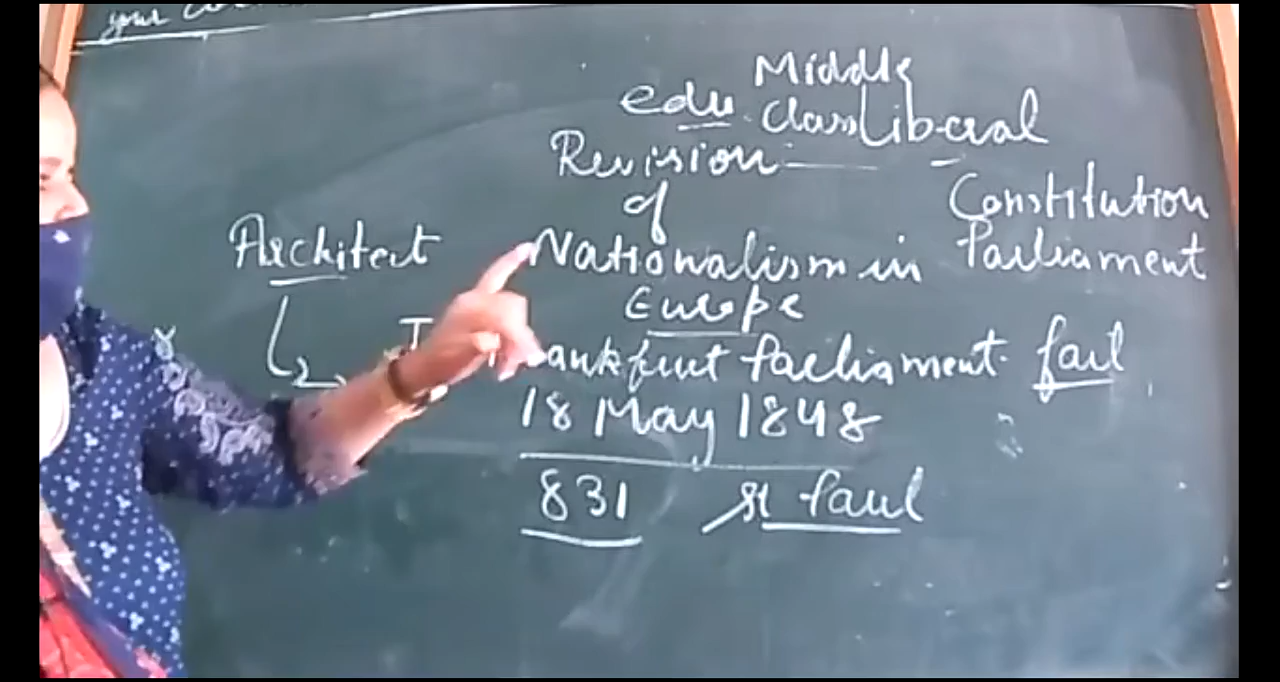 your
Middle
edu. Class Liberal
Revision:
of
Constitution
Architect
Nationalism in
Parliament
Europe
Parliament. fail
18 May 1848
831 St Paul